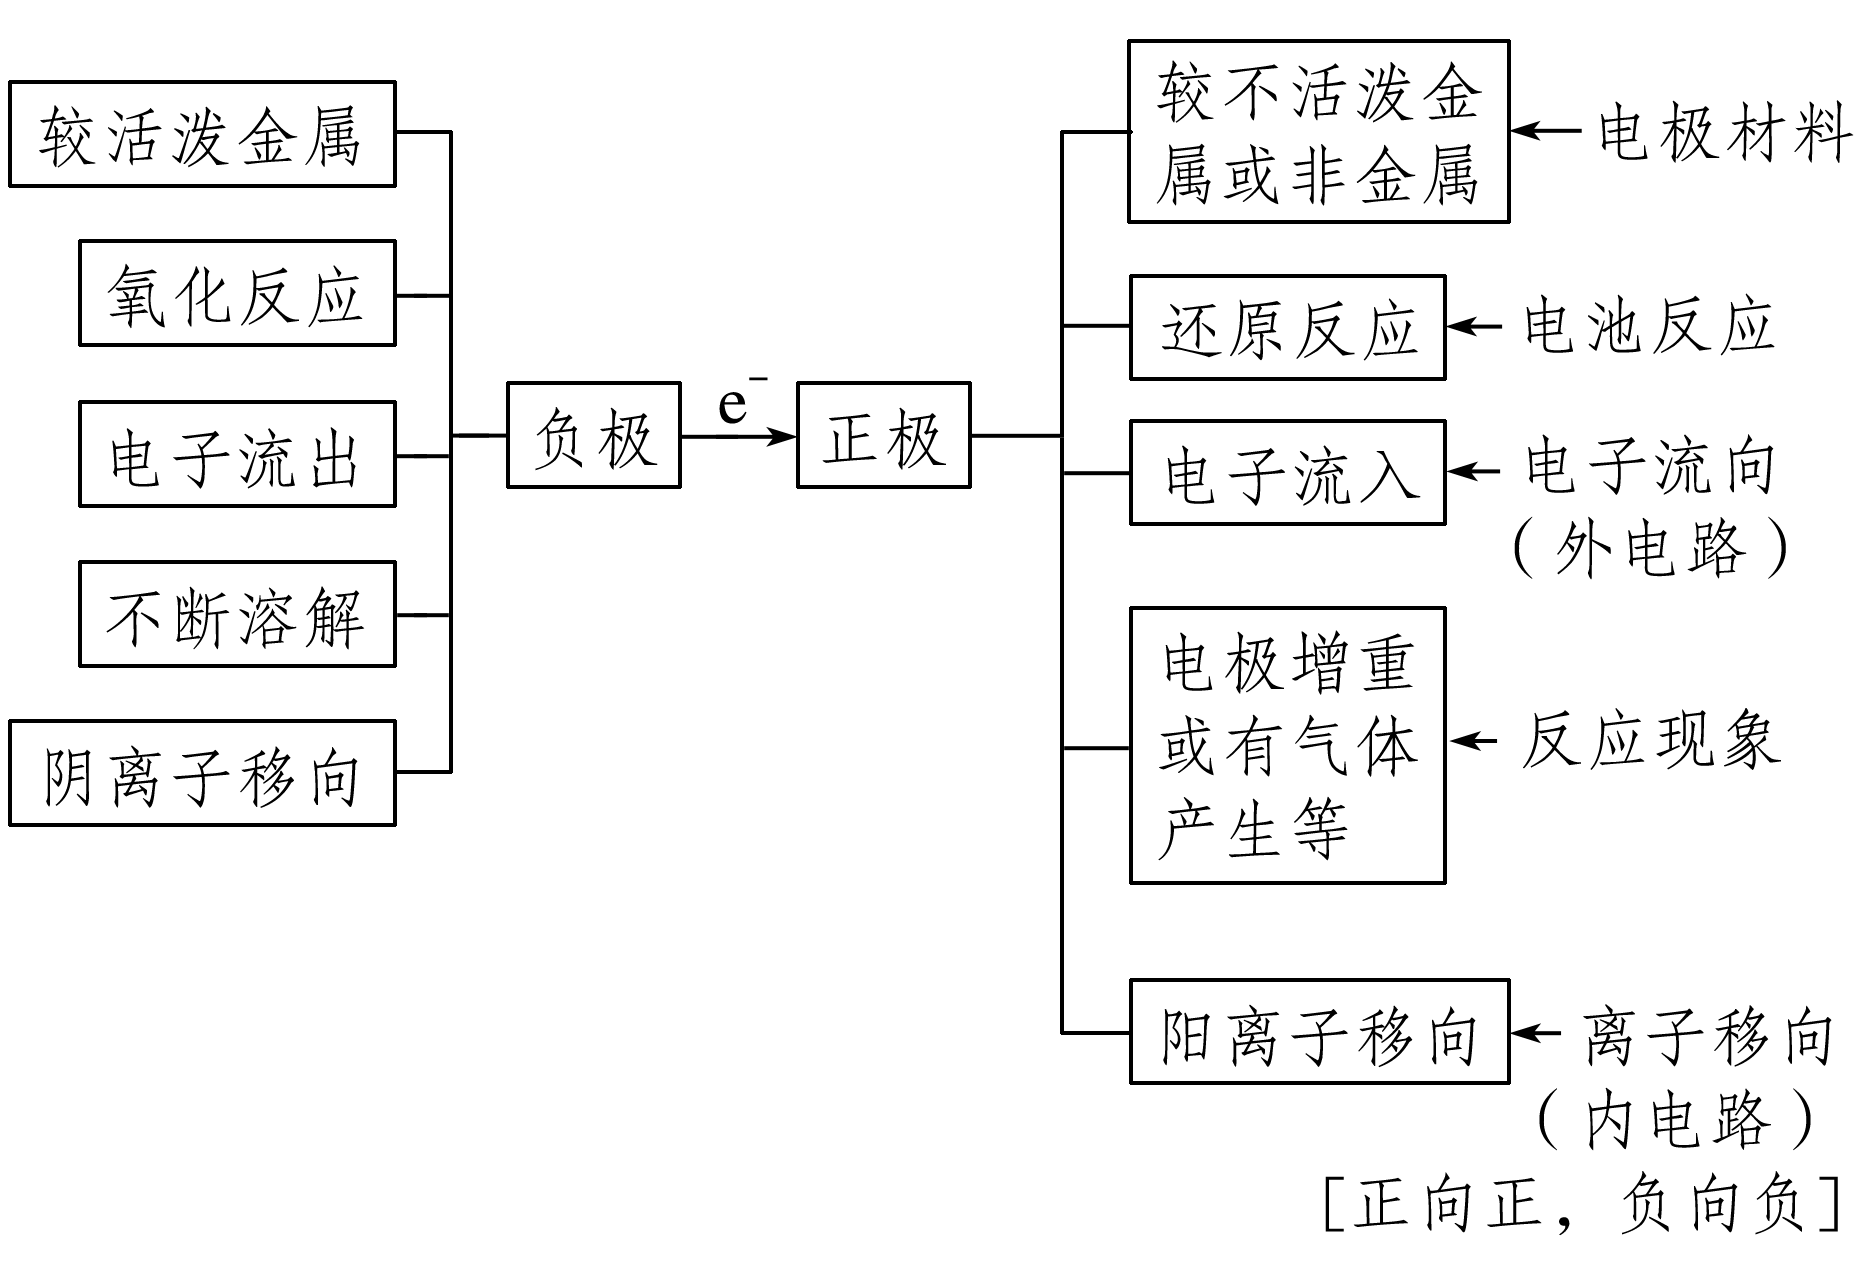 较活泼金属
氧化反应
电子流出
不断溶解
阴离子移向
负极
e⁻
正极
较不活泼金
属或非金属
电极材料
还原反应
电池反应
电子流入
电子流向
(外电路)
电极增重
或有气体
产生等
反应现象
阳离子移向
离子移向
(内电路)
[正向正，负向负]